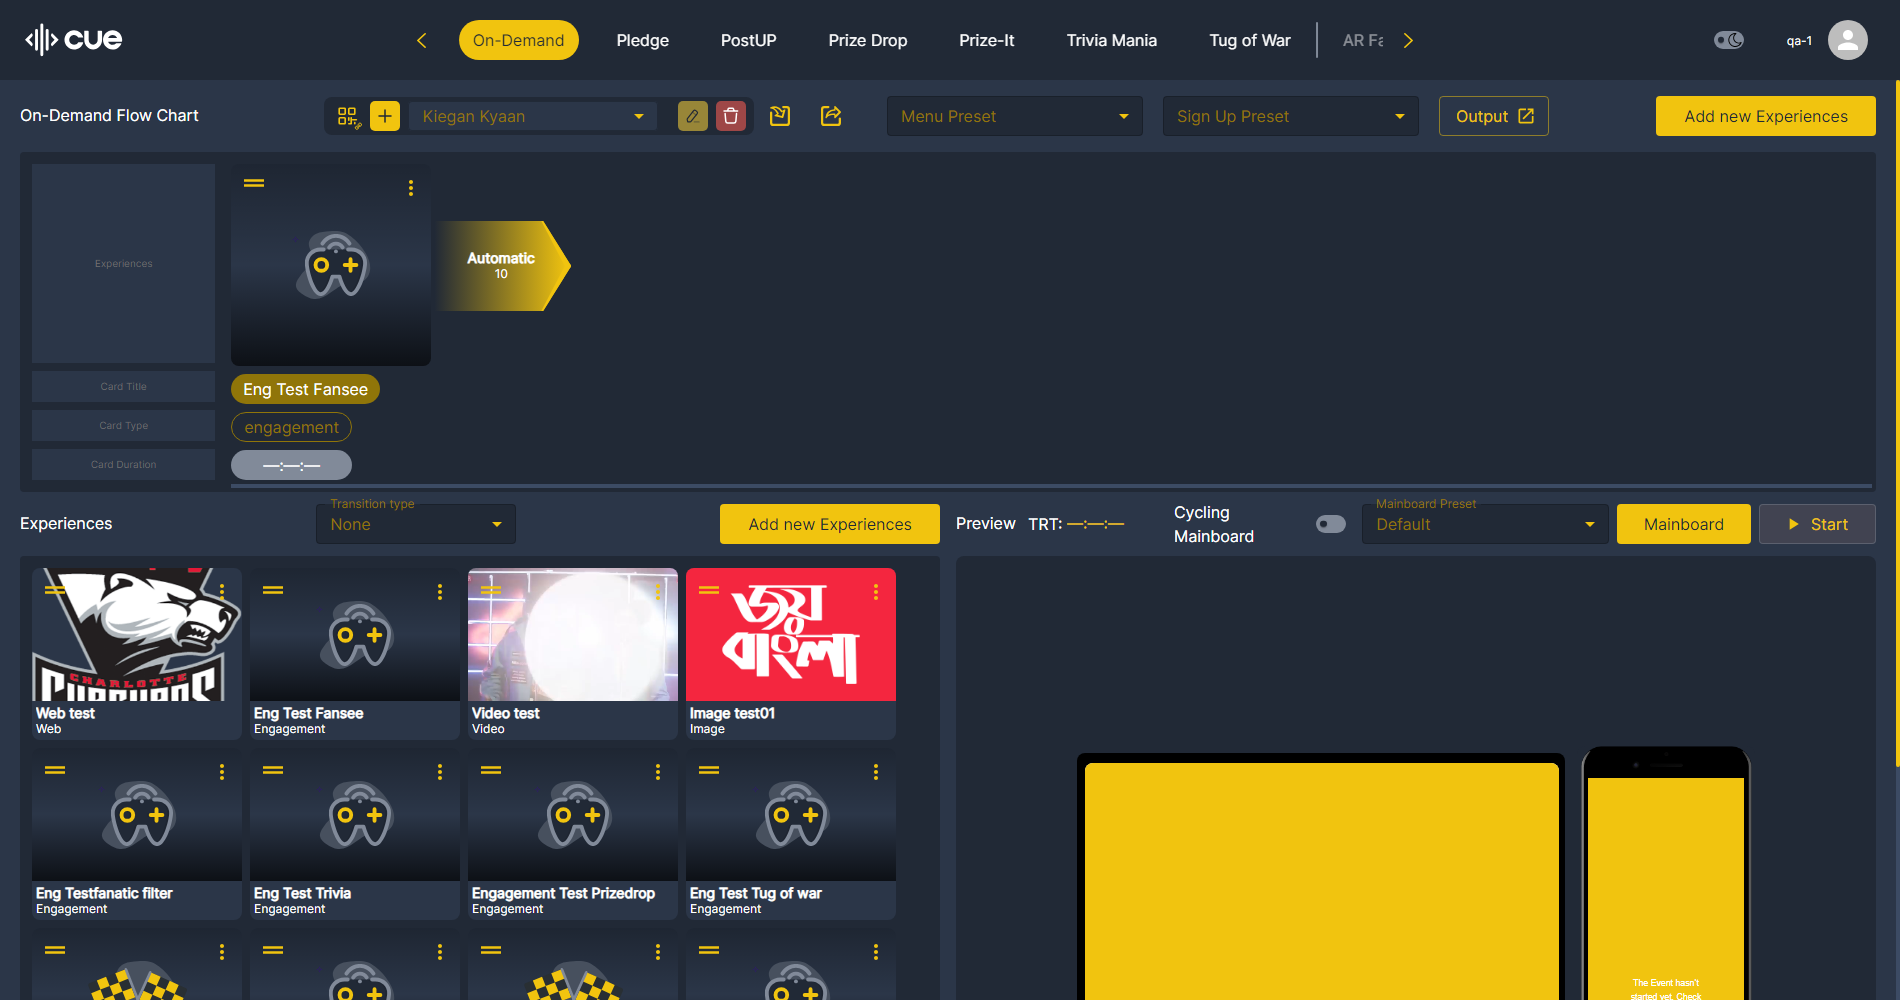 cue
On-Demand
Pledge
PostUP
Prize Drop
Prize-It
Trivia Mania
Tug of War
AR Fa
qa-1
On-Demand Flow Chart
Kiegan Kyaan
Menu Preset
Sign Up Preset
Output
Add new Experiences
Experiences
Automatic
10
Card Title
Eng Test Fansee
Card Type
engagement
Card Duration
—:—:—
Experiences
Transition type
None
Add new Experiences
Preview
TRT: —:—:—
Cycling
Mainboard
Mainboard Preset
Default
Mainboard
Start
CHARLOTTE
Web test
Web
Eng Test Fansee
Engagement
Video test
Video
জয়
বাংলা
Image test01
Image
Eng Testfanatic filter
Engagement
Eng Test Trivia
Engagement
Engagement Test Prizedrop
Engagement
Eng Test Tug of war
Engagement
The Event hasn't
started yet. Check